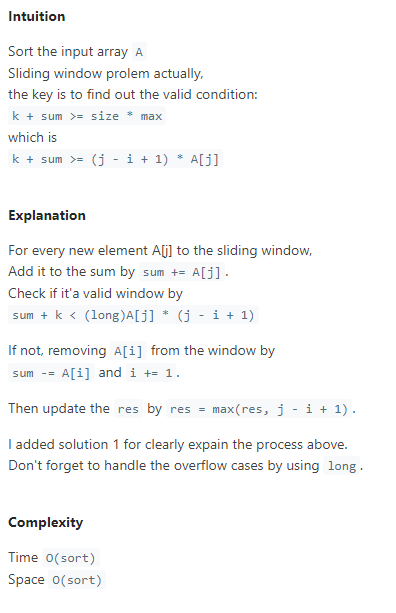 Intuition
Sort the input array A
Sliding window prolem actually,
the key is to find out the valid condition:
k + sum >= size * max
which is
k + sum >= (j - i + 1) * A[j]
Explanation
For every new element A[j] to the sliding window,
Add it to the sum by sum += A[j].
Check if it'a valid window by
sum + k < (long)A[j] * (j - i + 1)
If not, removing A[i] from the window by
sum -= A[i] and i += 1.
Then update the res by res = max(res, j - i + 1).
I added solution 1 for clearly expain the process above.
Don't forget to handle the overflow cases by using long.
Complexity
Time O(sort)
Space O(sort)